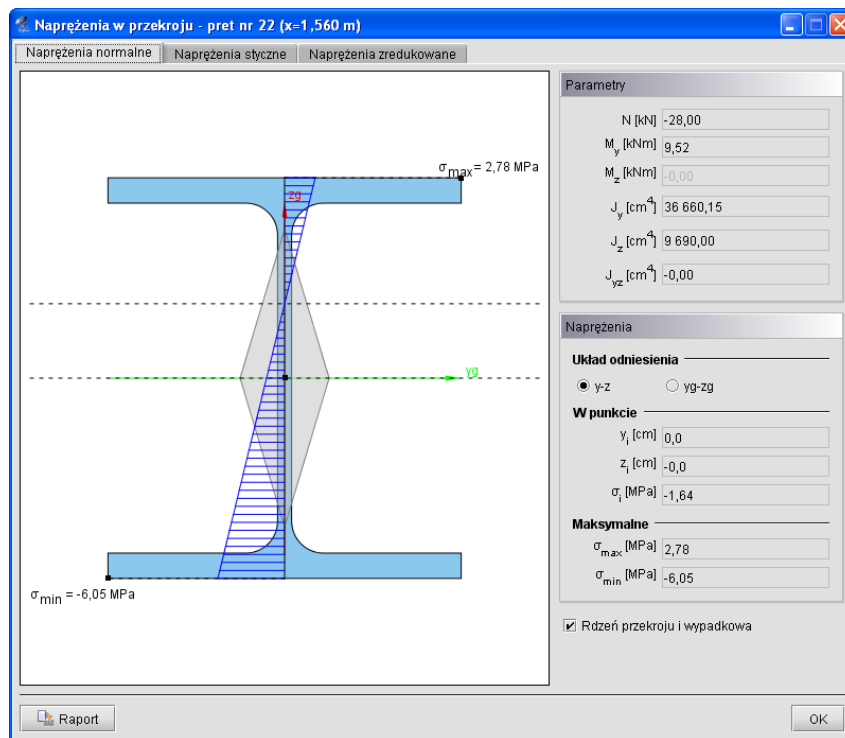 Naprężenia w przekroju - pret nr 22 (x=1,560 m)
Naprężenia normalne Naprężenia styczne Naprężenia zredukowane
σmax = 2,78 MPa
zg
yg
σmin = -6,05 MPa
Parametry
N [kN] -28,00
My [kNm] 9,52
Mz [kNm] -0,00
Jy [cm4] 36 660,15
Jz [cm4] 9 690,00
Jyz [cm4] -0,00
Naprężenia
Układ odniesienia
y-z yg-zg
W punkcie
yi [cm] 0,0
zi [cm] -0,0
σi [MPa] -1,64
Maksymalne
σmax [MPa] 2,78
σmin [MPa] -6,05
Rdzeń przekroju i wypadkowa
Raport OK